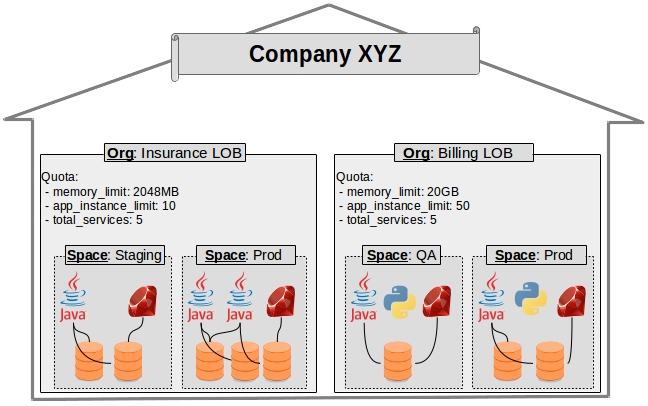 Company XYZ
Org: Insurance LOB
Quota:
- memory_limit: 2048MB
- app_instance_limit: 10
- total_services: 5
Space: Staging
Java
Space: Prod
Java
Java
Org: Billing LOB
Quota:
- memory_limit: 20GB
- app_instance_limit: 50
- total_services: 5
Space: QA
Java
Space: Prod
Java